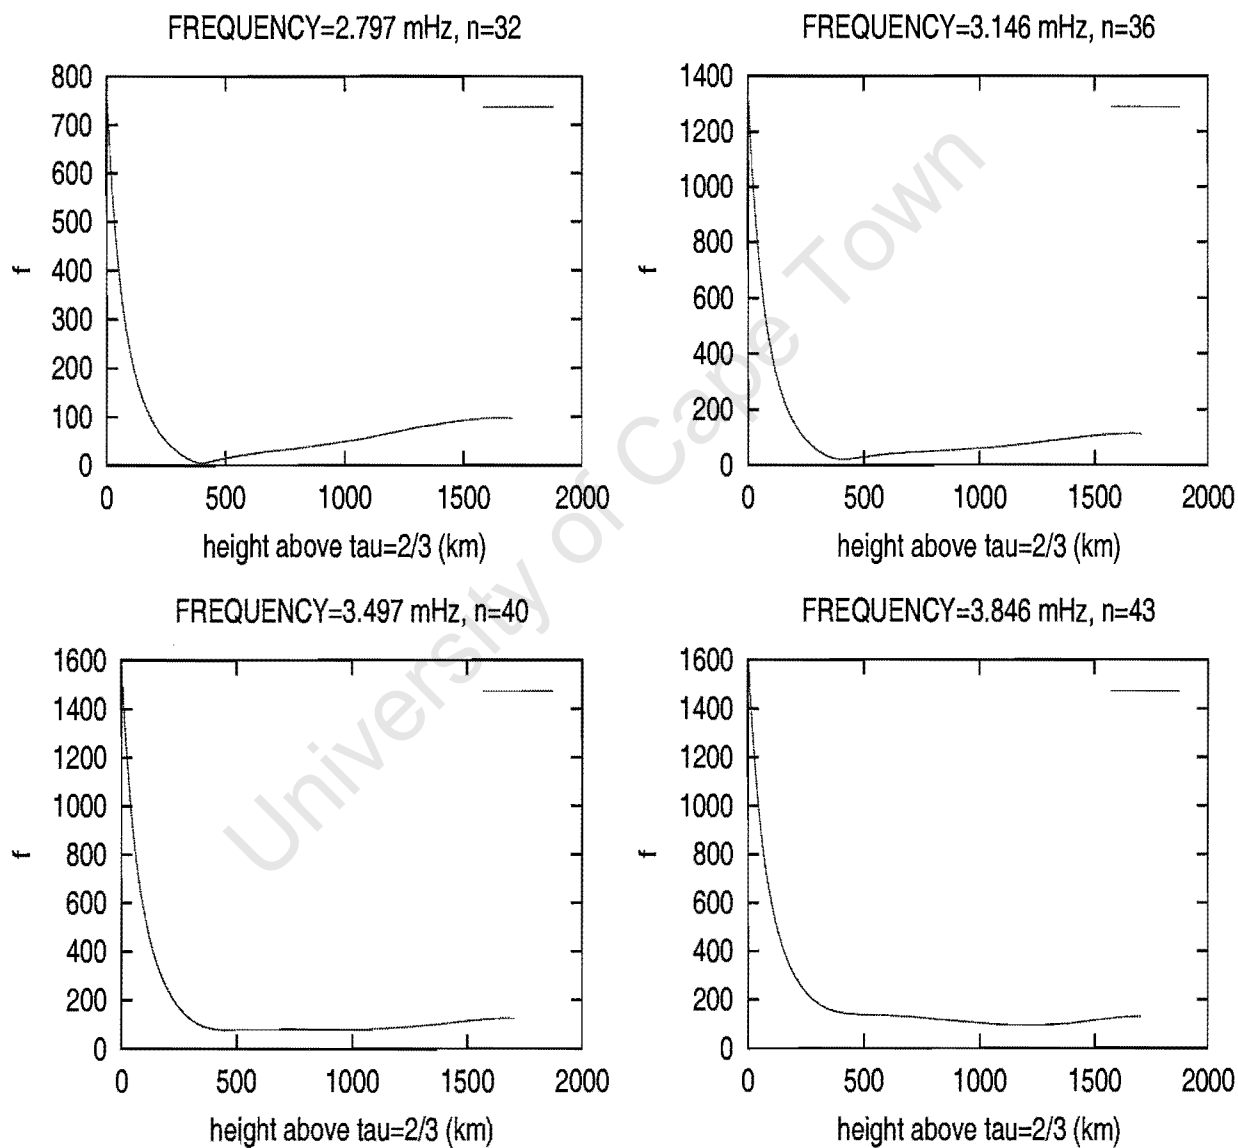 FREQUENCY=2.797 mHz, n=32
800
700
600
500
400
300
200
100
0
f
0 500 1000 1500 2000
height above tau=2/3 (km)
FREQUENCY=3.146 mHz, n=36
1400
1200
1000
800
600
400
200
0
f
0 500 1000 1500 2000
height above tau=2/3 (km)
FREQUENCY=3.497 mHz, n=40
1600
1400
1200
1000
800
600
400
200
0
f
0 500 1000 1500 2000
height above tau=2/3 (km)
FREQUENCY=3.846 mHz, n=43
1600
1400
1200
1000
800
600
400
200
0
f
0 500 1000 1500 2000
height above tau=2/3 (km)
University of Cape Town